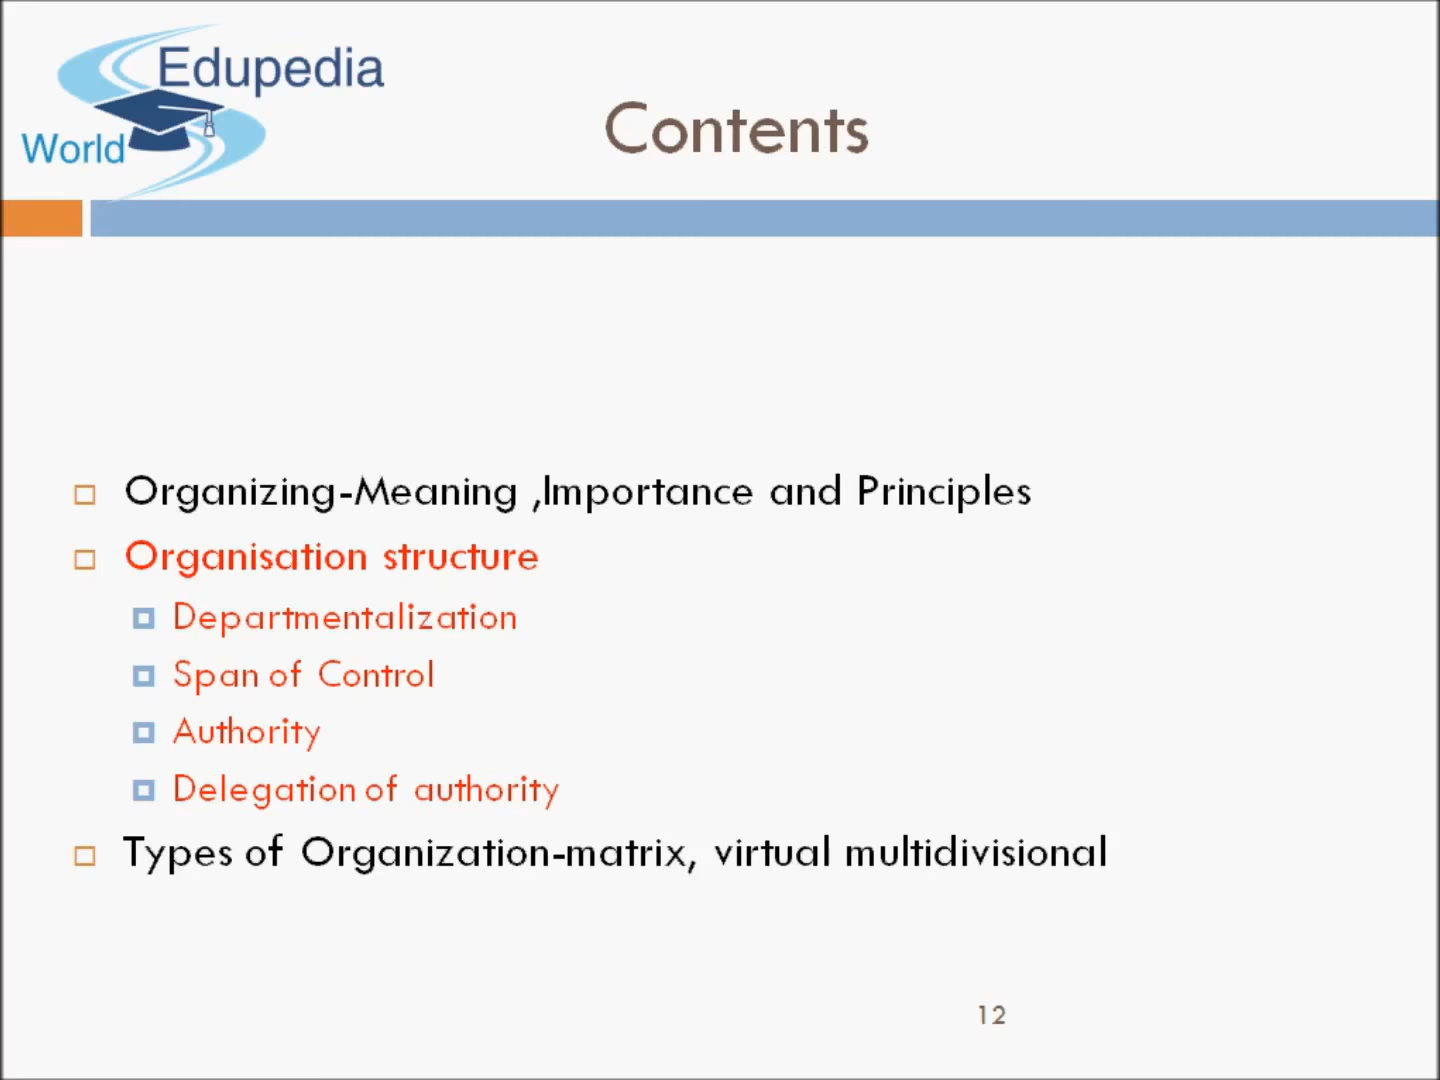 Edupedia
World
Contents
Organizing-Meaning ,Importance and Principles
Organisation structure
Departmentalization
Span of Control
Authority
Delegation of authority
Types of Organization-matrix, virtual multidivisional
12